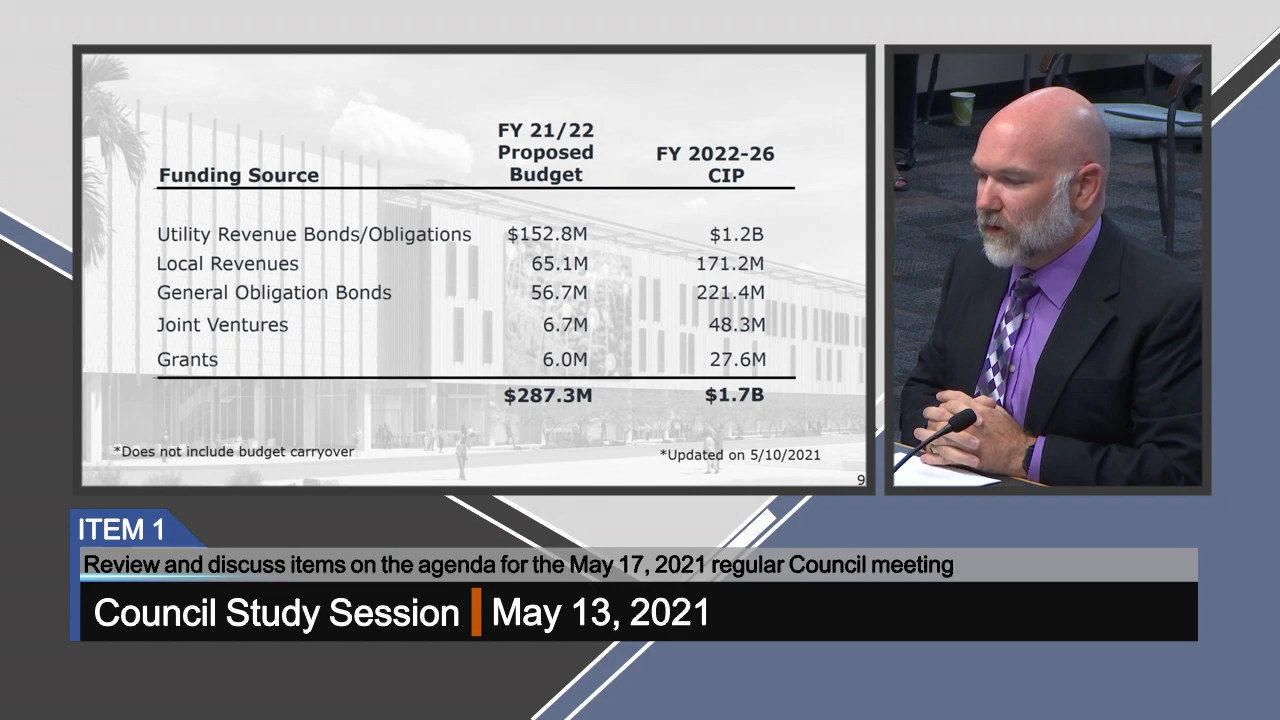 FY 21/22
Proposed
Budget
FY 2022-26
CIP
Funding Source
Utility Revenue Bonds/Obligations $152.8M $1.2B
Local Revenues 65.1M 171.2M
General Obligation Bonds 56.7M 221.4M
Joint Ventures 6.7M 48.3M
Grants 6.0M 27.6M
$287.3M $1.7B
*Does not include budget carryover *Updated on 5/10/2021
9
ITEM 1
Review and discuss items on the agenda for the May 17, 2021 regular Council meeting
Council Study Session May 13, 2021